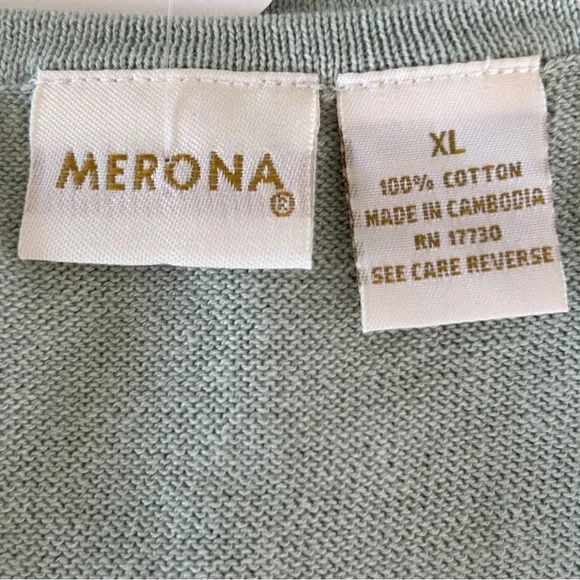 MERONA®
XL
100% COTTON
MADE IN CAMBODIA
RN 17730
SEE CARE REVERSE